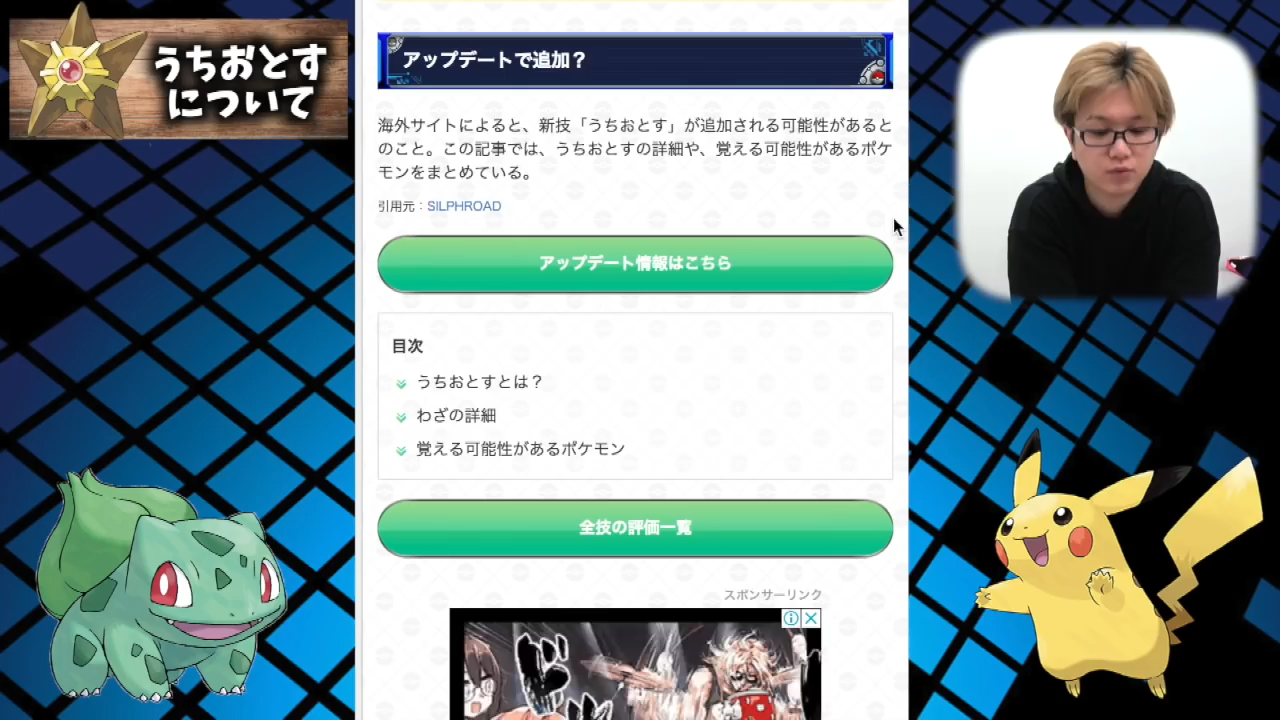 うちおとす
について
アップデートで追加？
海外サイトによると、新技「うちおとす」が追加される可能性があると
のこと。この記事では、うちおとすの詳細や、覚える可能性があるポケ
モンをまとめている。
引用元：SILPHROAD
アップデート情報はこちら
目次
うちおとすとは？
わざの詳細
覚える可能性があるポケモン
全技の評価一覧
スポンサーリンク